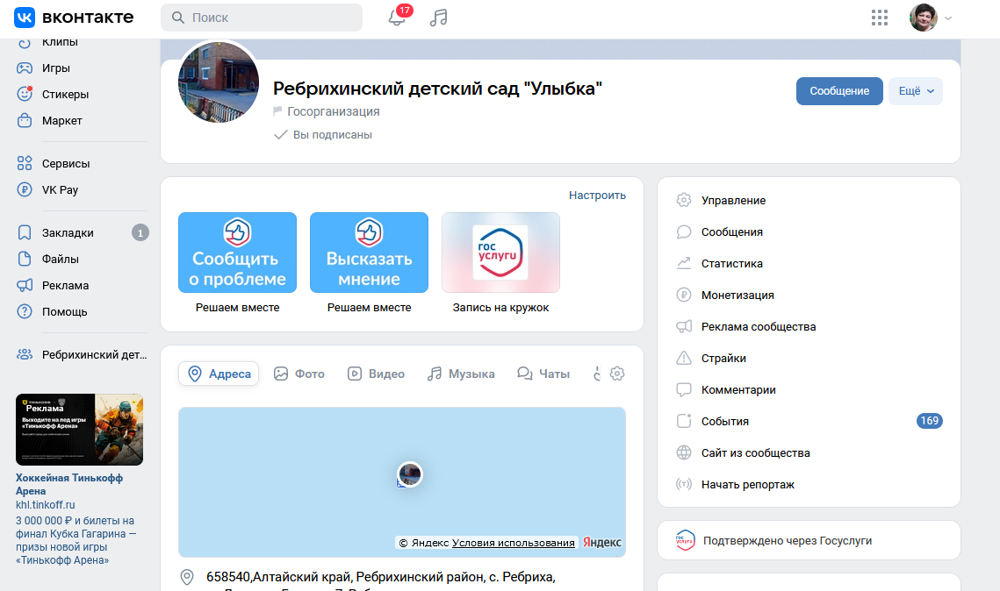 вконтакте
Поиск
17
Клипы
Игры
Стикеры
Маркет
Сервисы
VK Pay
Закладки
1
Файлы
Реклама
Помощь
Ребрихинский дет...
ТИНЬКОФФ
Реклама
Выходите на лед игры
«Тинькофф Арена»
Хоккейная Тинькофф
Арена
khl.tinkoff.ru
3 000 000 ₽ и билеты на
финал Кубка Гагарина —
призы новой игры
«Тинькофф Арена»
Ребрихинский детский сад "Улыбка"
Госорганизация
Вы подписаны
Сообщение
Ещё
Настроить
Сообщить
о проблеме
Решаем вместе
Высказать
мнение
Решаем вместе
гос
услуги
Запись на кружок
Адреса
Фото
Видео
Музыка
Чаты
© Яндекс Условия использования Яндекс
658540,Алтайский край, Ребрихинский район, с. Ребриха,
Управление
Сообщения
Статистика
Монетизация
Реклама сообщества
Страйки
Комментарии
События
169
Сайт из сообщества
Начать репортаж
гос
услуги
Подтверждено через Госуслуги